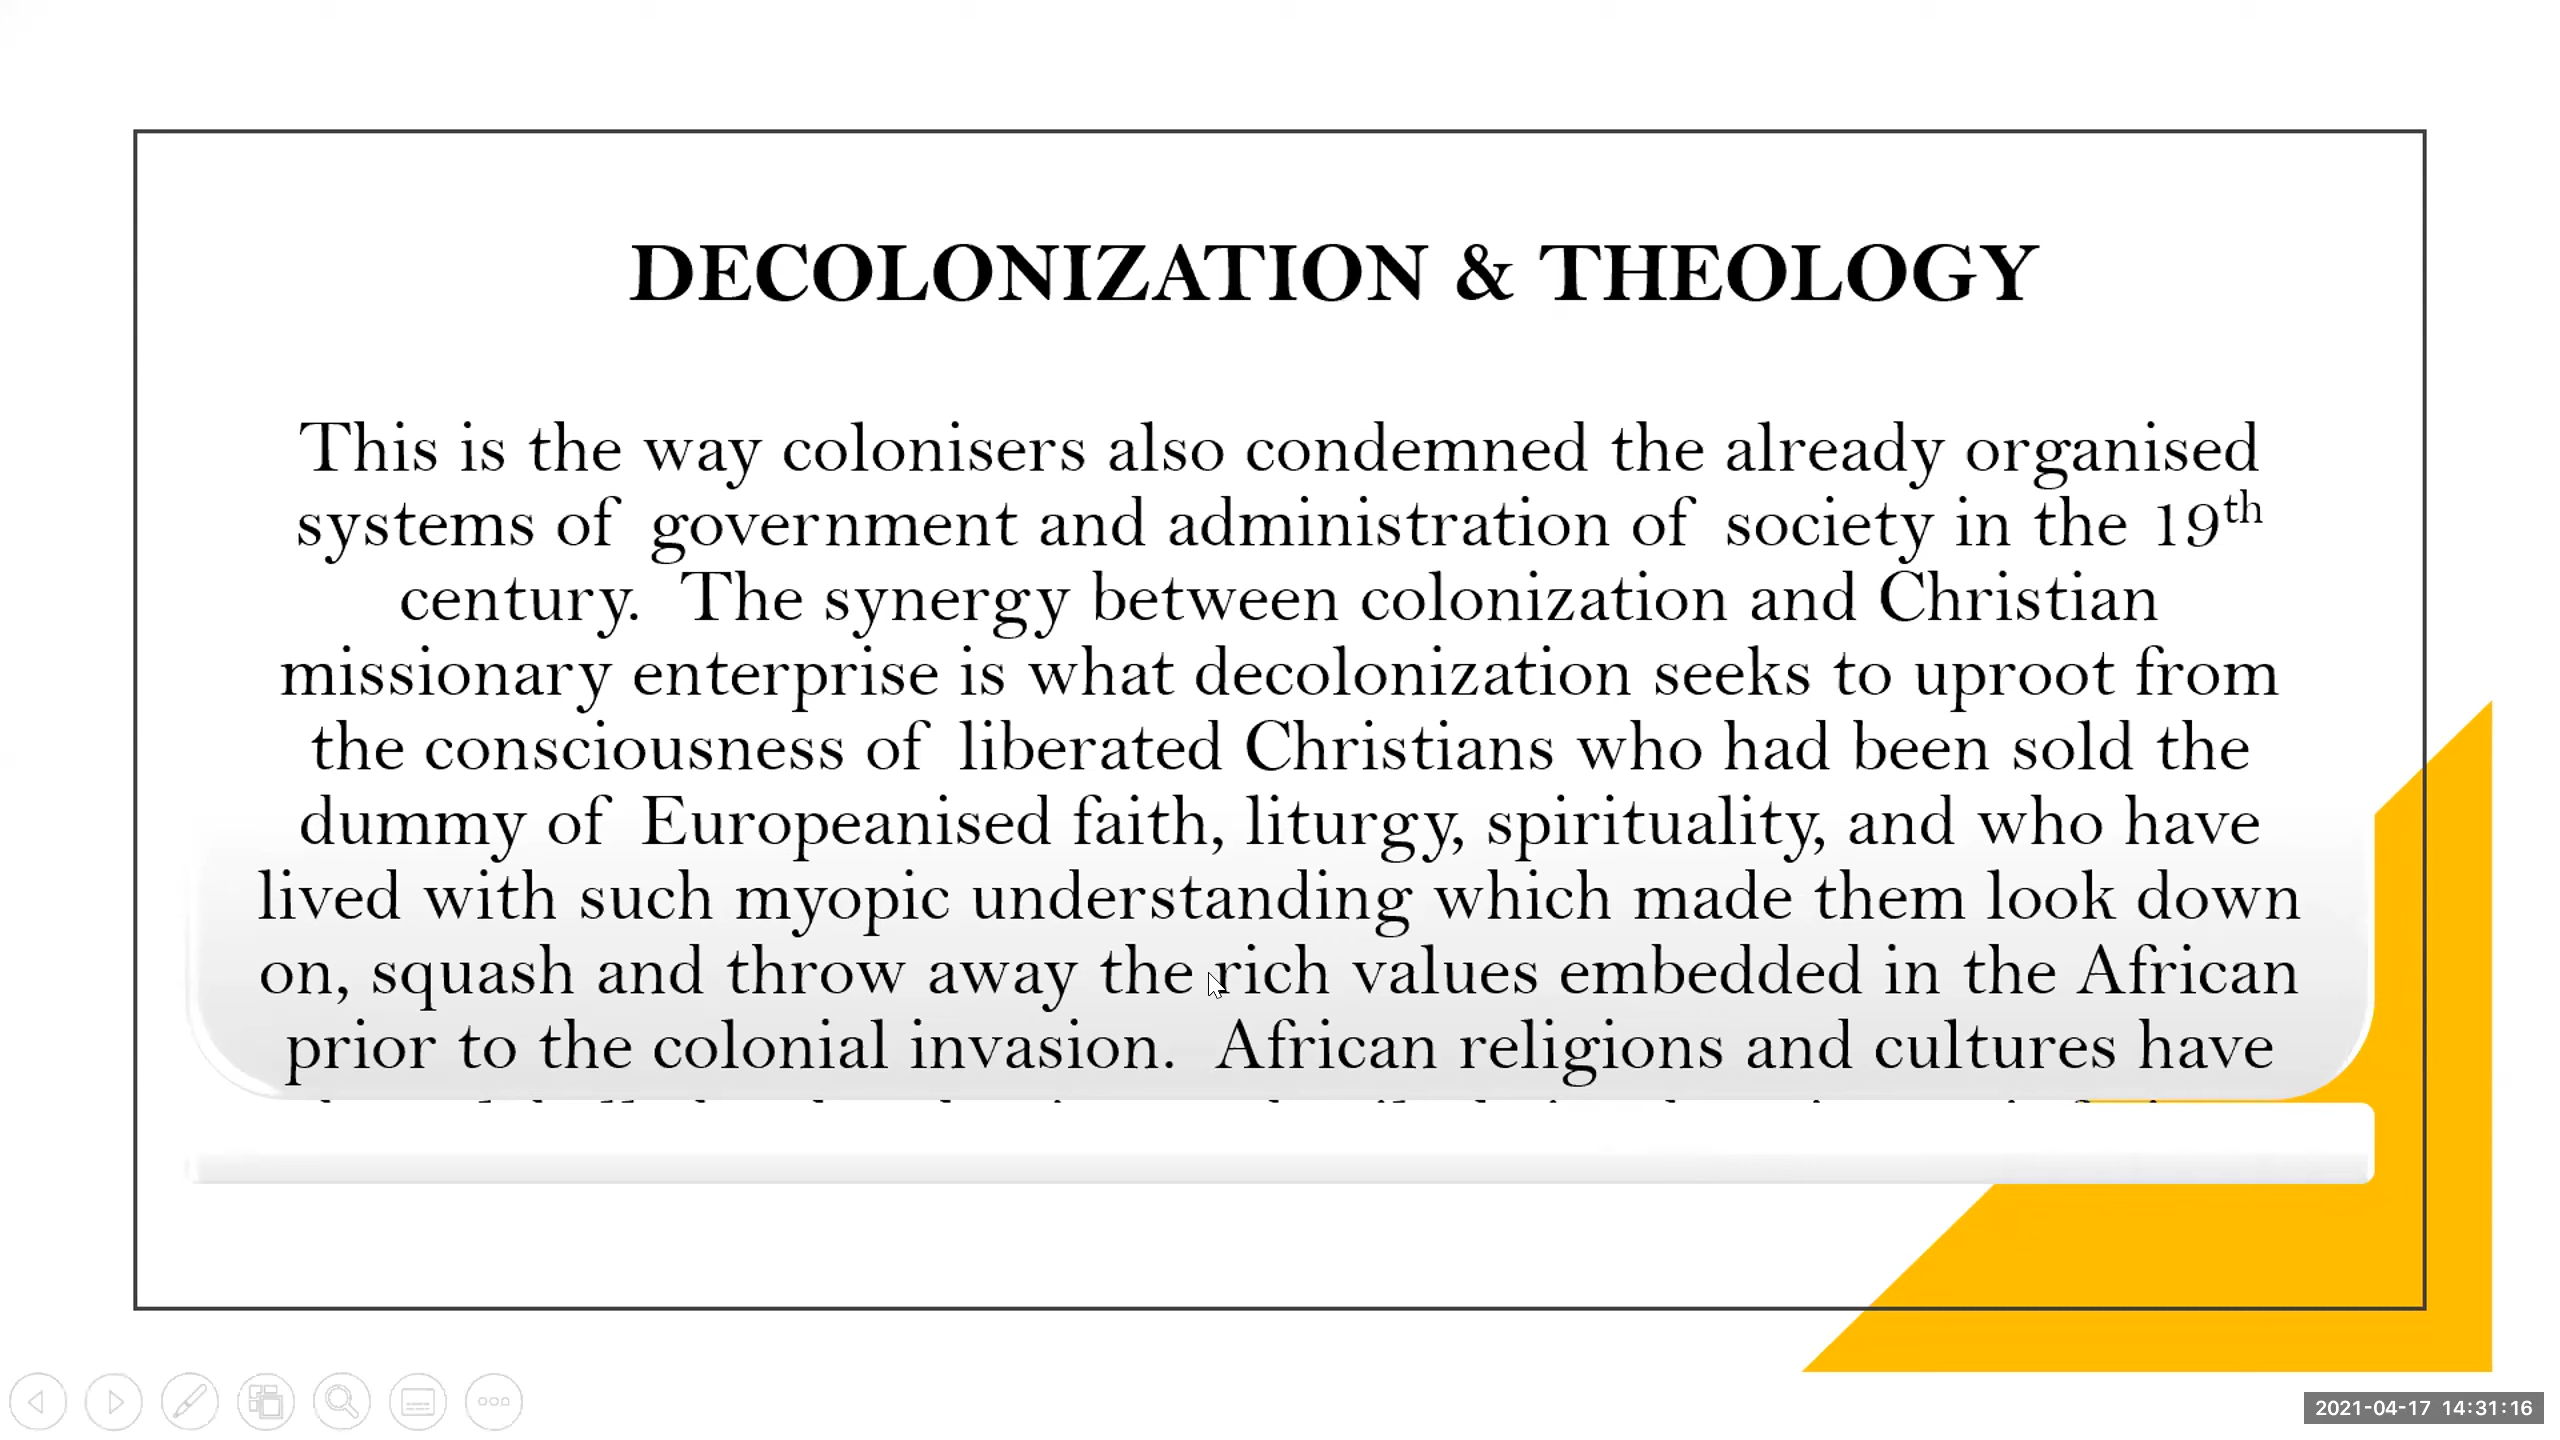 DECOLONIZATION & THEOLOGY
This is the way colonisers also condemned the already organised
systems of government and administration of society in the 19th
century. The synergy between colonization and Christian
missionary enterprise is what decolonization seeks to uproot from
the consciousness of liberated Christians who had been sold the
dummy of Europeanised faith, liturgy, spirituality, and who have
lived with such myopic understanding which made them look down
on, squash and throw away the rich values embedded in the African
prior to the colonial invasion. African religions and cultures have
2021-04-17 14:31:16